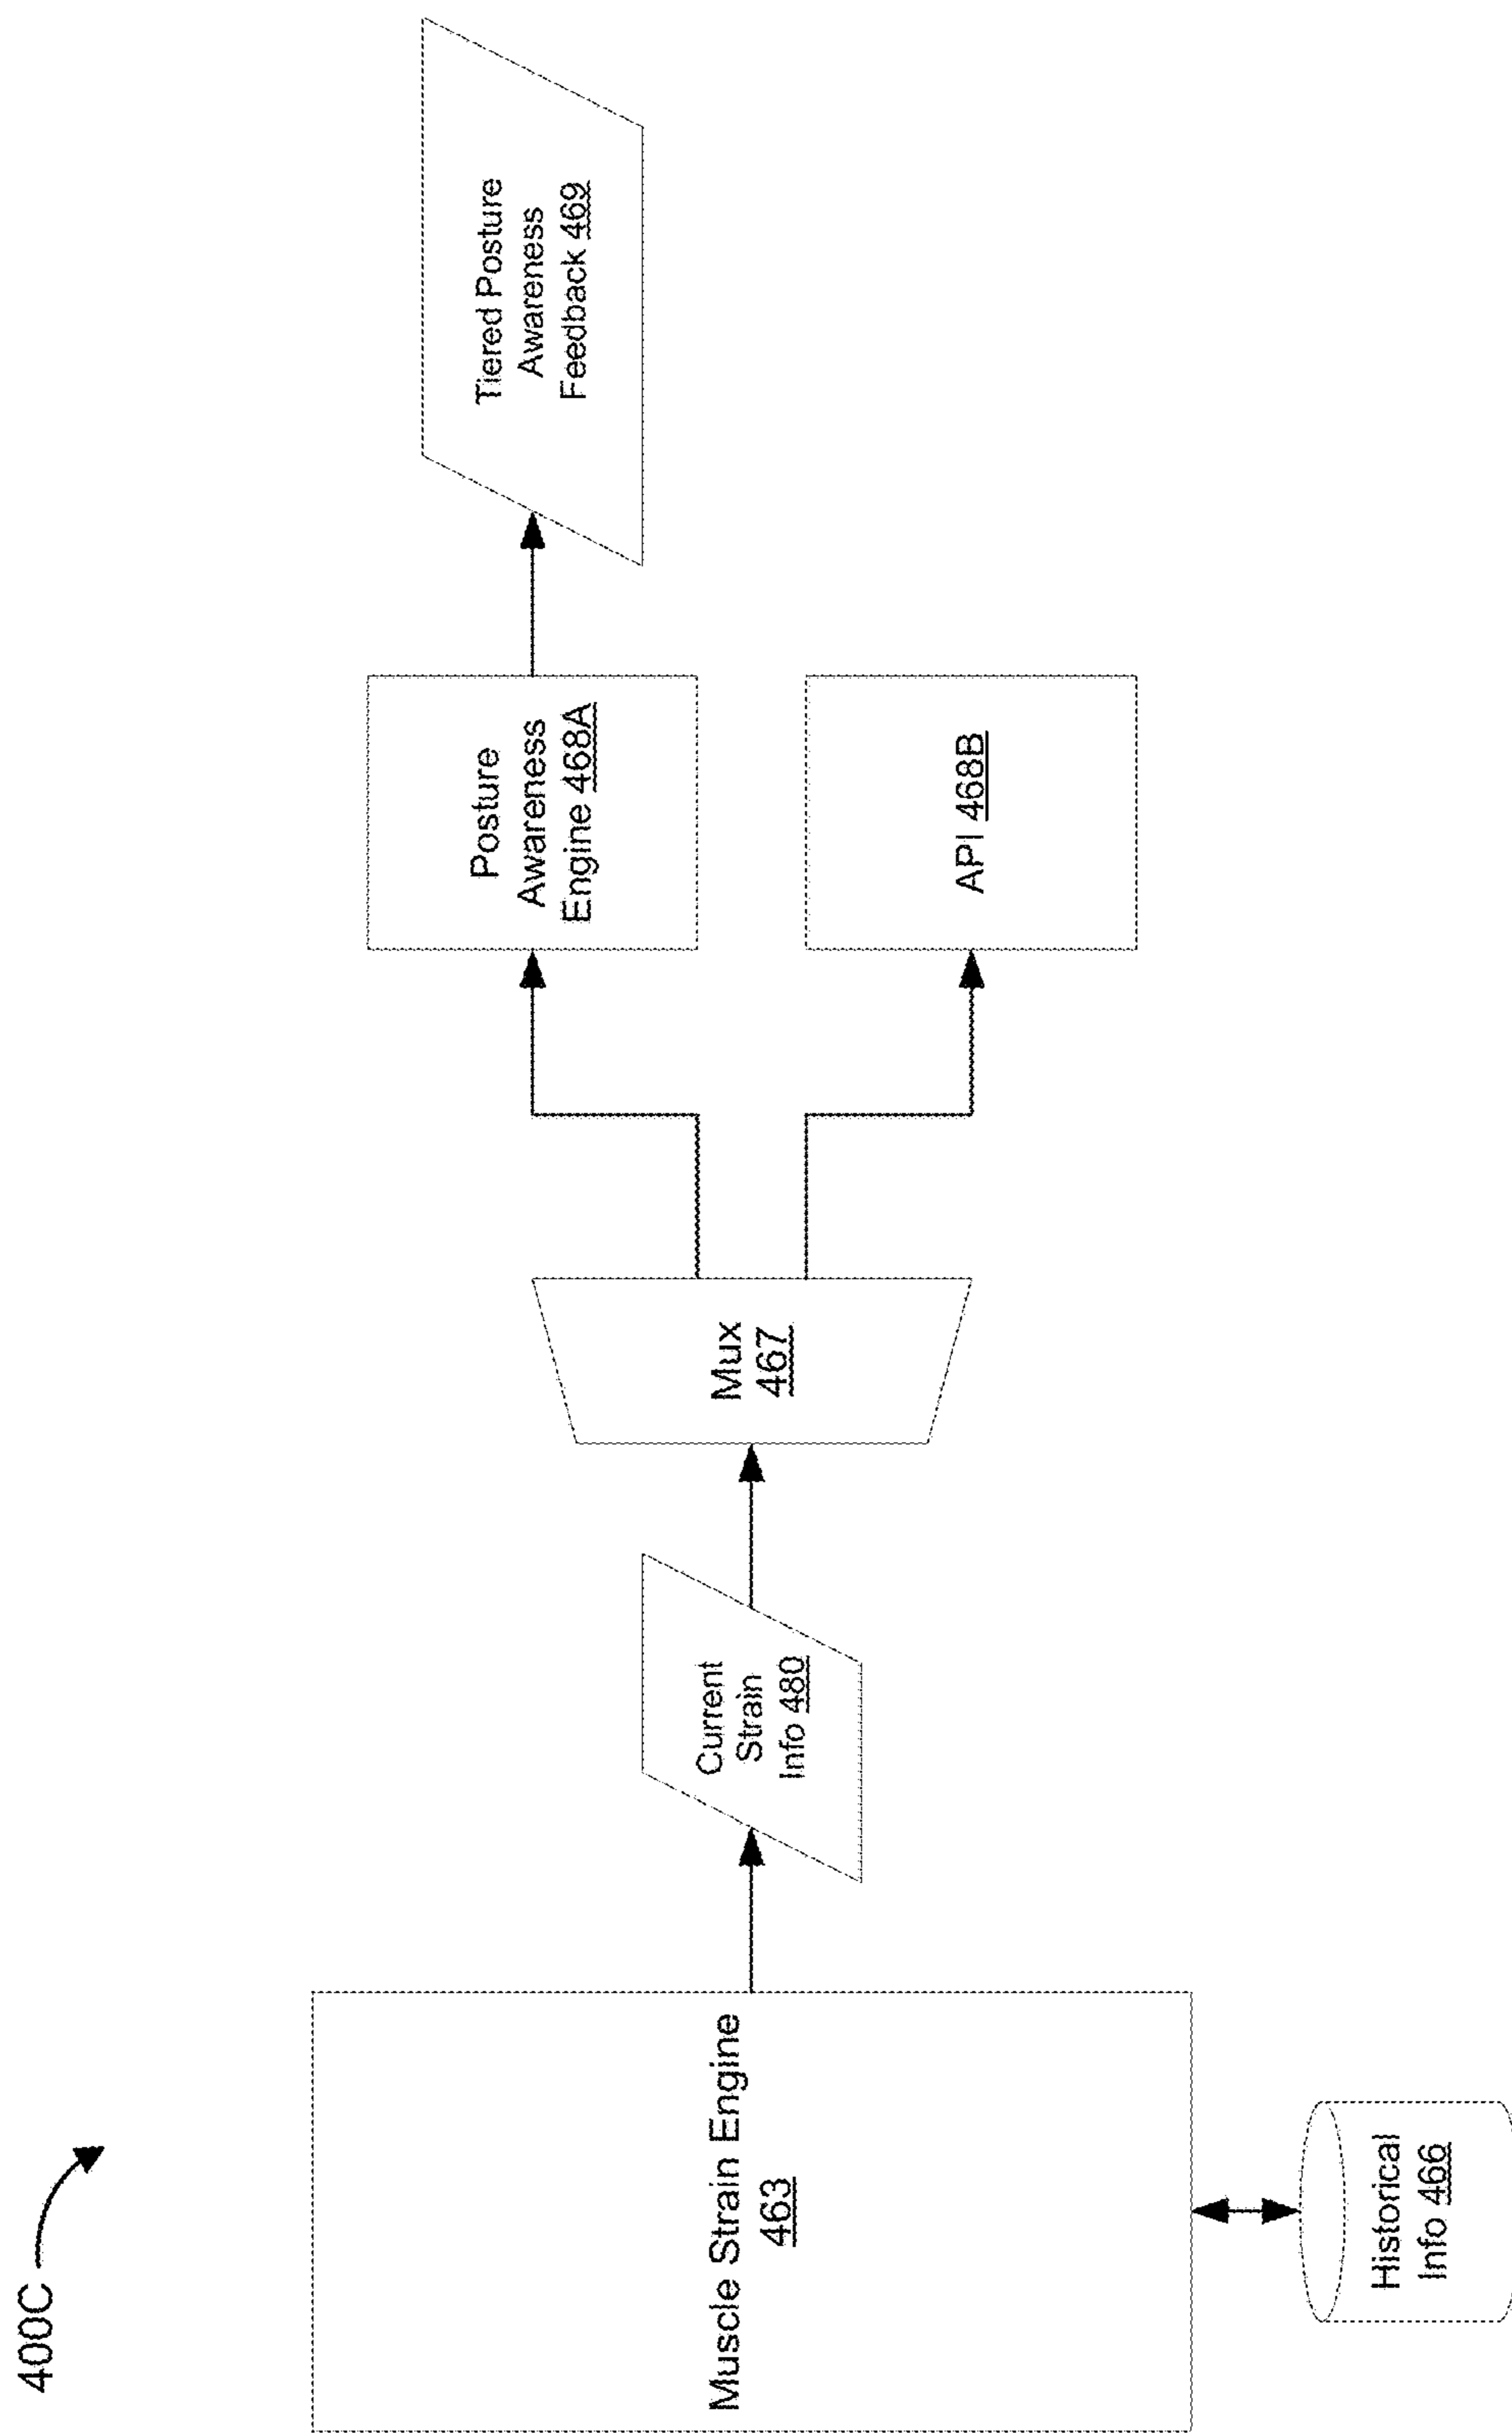 400C
Muscle Strain Engine
463
Historical
Info 466
Current
Strain
Info 480
Mux
467
Posture
Awareness
Engine 468A
API 468B
Tiered Posture
Awareness
Feedback 469